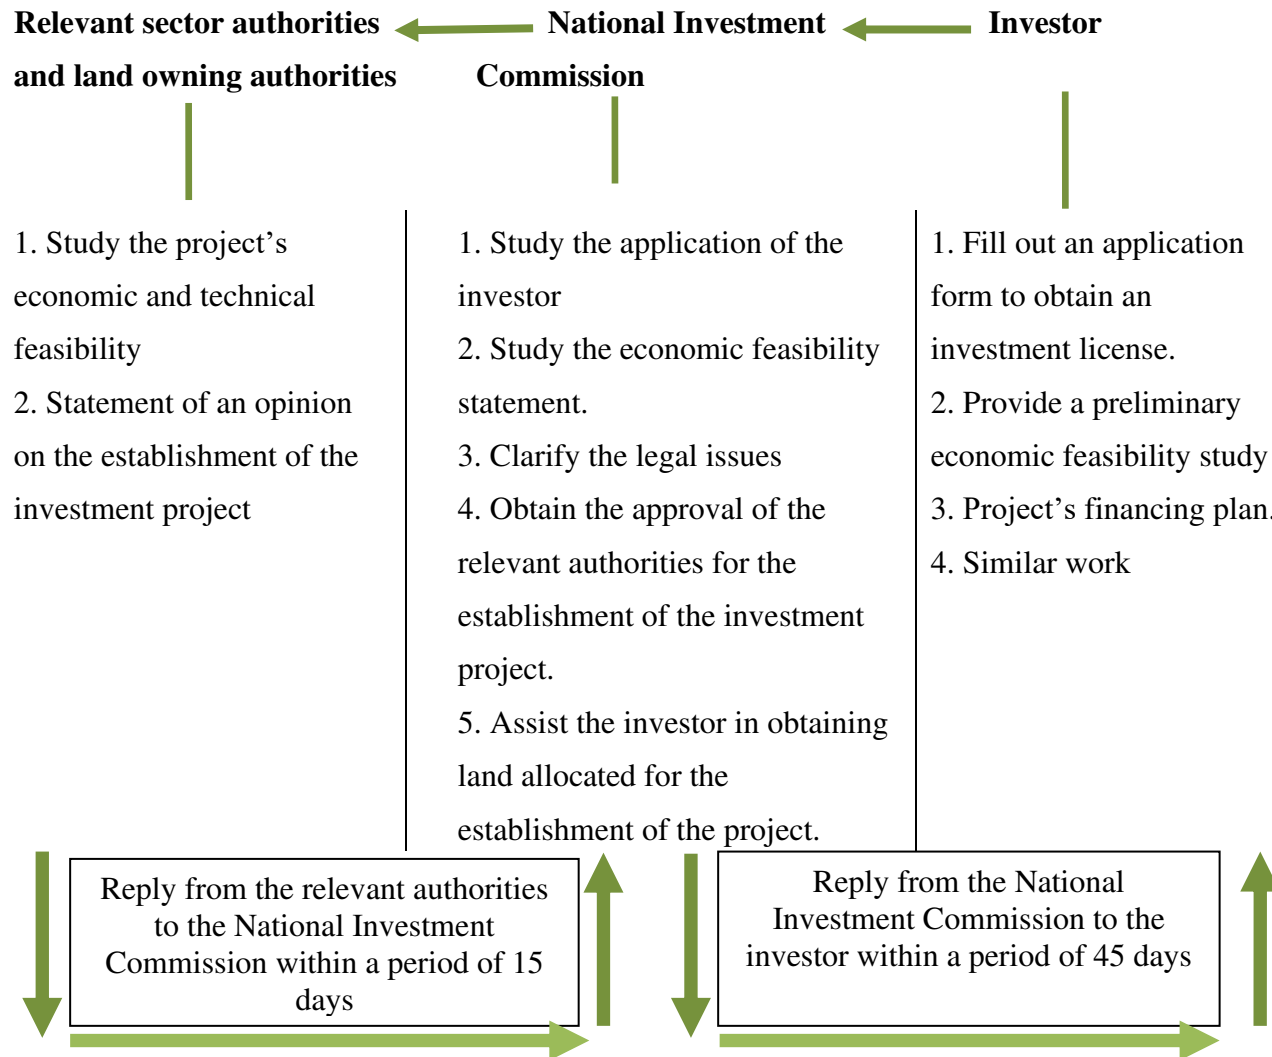 Relevant sector authorities
and land owning authorities
National Investment
Commission
Investor
1. Study the project’s
economic and technical
feasibility
2. Statement of an opinion
on the establishment of the
investment project
1. Study the application of the
investor
2. Study the economic feasibility
statement.
3. Clarify the legal issues
4. Obtain the approval of the
relevant authorities for the
establishment of the investment
project.
5. Assist the investor in obtaining
land allocated for the
establishment of the project.
1. Fill out an application
form to obtain an
investment license.
2. Provide a preliminary
economic feasibility study
3. Project’s financing plan.
4. Similar work
Reply from the relevant authorities
to the National Investment
Commission within a period of 15
days
Reply from the National
Investment Commission to the
investor within a period of 45 days